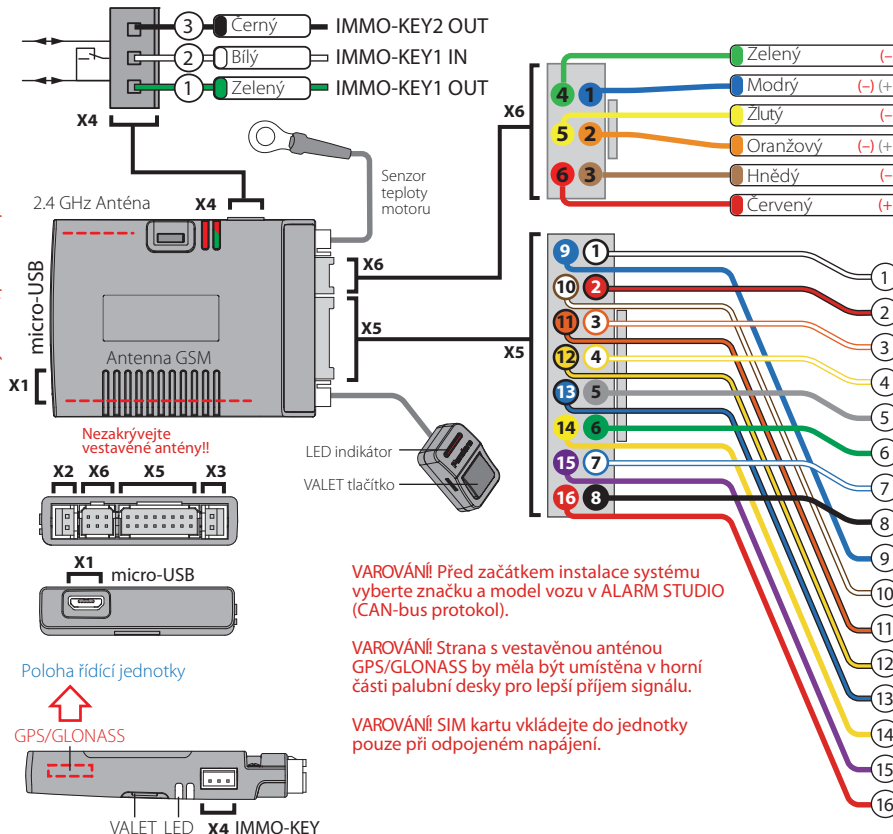 3 Černý IMMO-KEY2 OUT
2 Bílý IMMO-KEY1 IN
1 Zelený IMMO-KEY1 OUT
X4
Senzor
teploty
motoru
2.4 GHz Anténa
X4
micro-USB
Antenna GSM
X1
X6
X5
Nezakrývejte
vestavěné antény!!
X2 X6 X5 X3
X1
micro-USB
LED indikátor
VALET tlačítko
X6
4 1
5 2
6 3
Zelený (–
Modrý (–) (+
Žlutý (–
Oranžový (–) (+
Hnědý (–
Červený (+
X5
9 1
10 2
11 3
12 4
13 5
14 6
15 7
16 8
1
2
3
4
5
6
7
8
9
10
11
12
13
14
15
16
VAROVÁNÍ! Před začátkem instalace systému
vyberte značku a model vozu v ALARM STUDIO
(CAN-bus protokol).
VAROVÁNÍ! Strana s vestavěnou anténou
GPS/GLONASS by měla být umístěna v horní
části palubní desky pro lepší příjem signálu.
VAROVÁNÍ! SIM kartu vkládejte do jednotky
pouze při odpojeném napájení.
Poloha řídící jednotky
GPS/GLONASS
VALET LED X4 IMMO-KEY